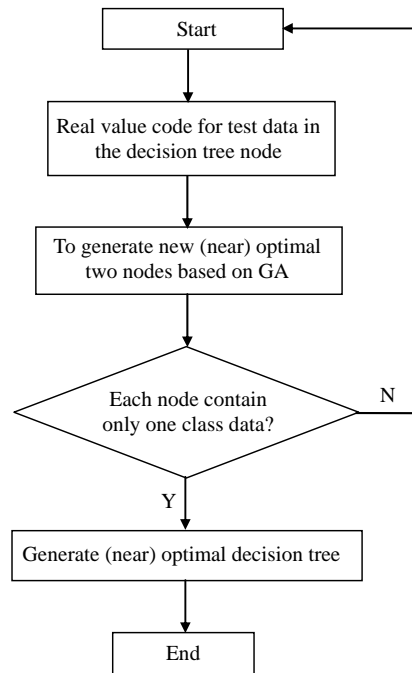 Start
Real value code for test data in
the decision tree node
To generate new (near) optimal
two nodes based on GA
Each node contain
only one class data?
N
Y
Generate (near) optimal decision tree
End